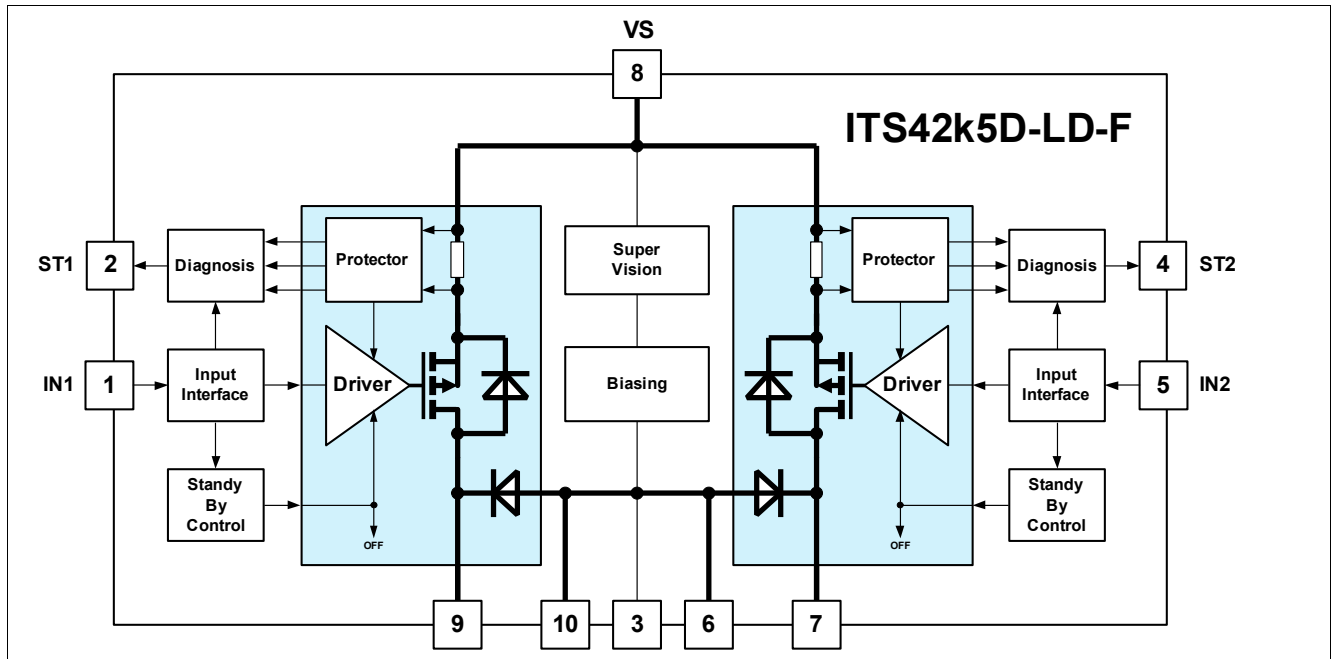 VS
8
ITS42k5D-LD-F
ST1
2
Diagnosis
Protector
Super
Vision
Protector
Diagnosis
4
ST2
IN1
1
Input
Interface
Driver
Biasing
Driver
Input
Interface
5
IN2
Standy
By
Control
OFF
OFF
Standy
By
Control
9
10
3
6
7